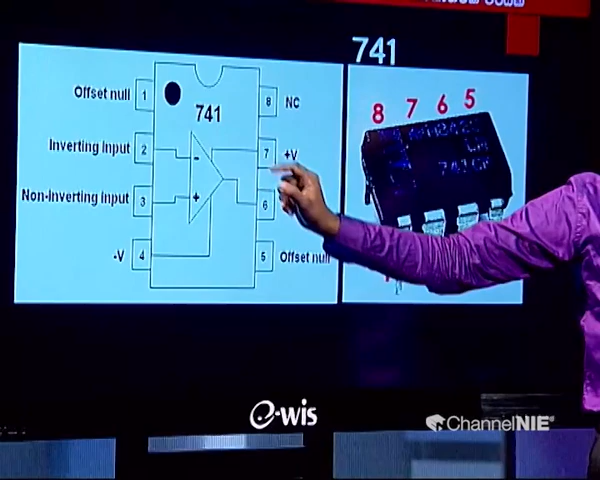 741
Offset null 1
741
8 NC
Inverting Input 2
-
7 +V
Non-inverting input 3
+
6
-V 4
5 Offset null
8 7 6 5
e-wis
ChannelNIE